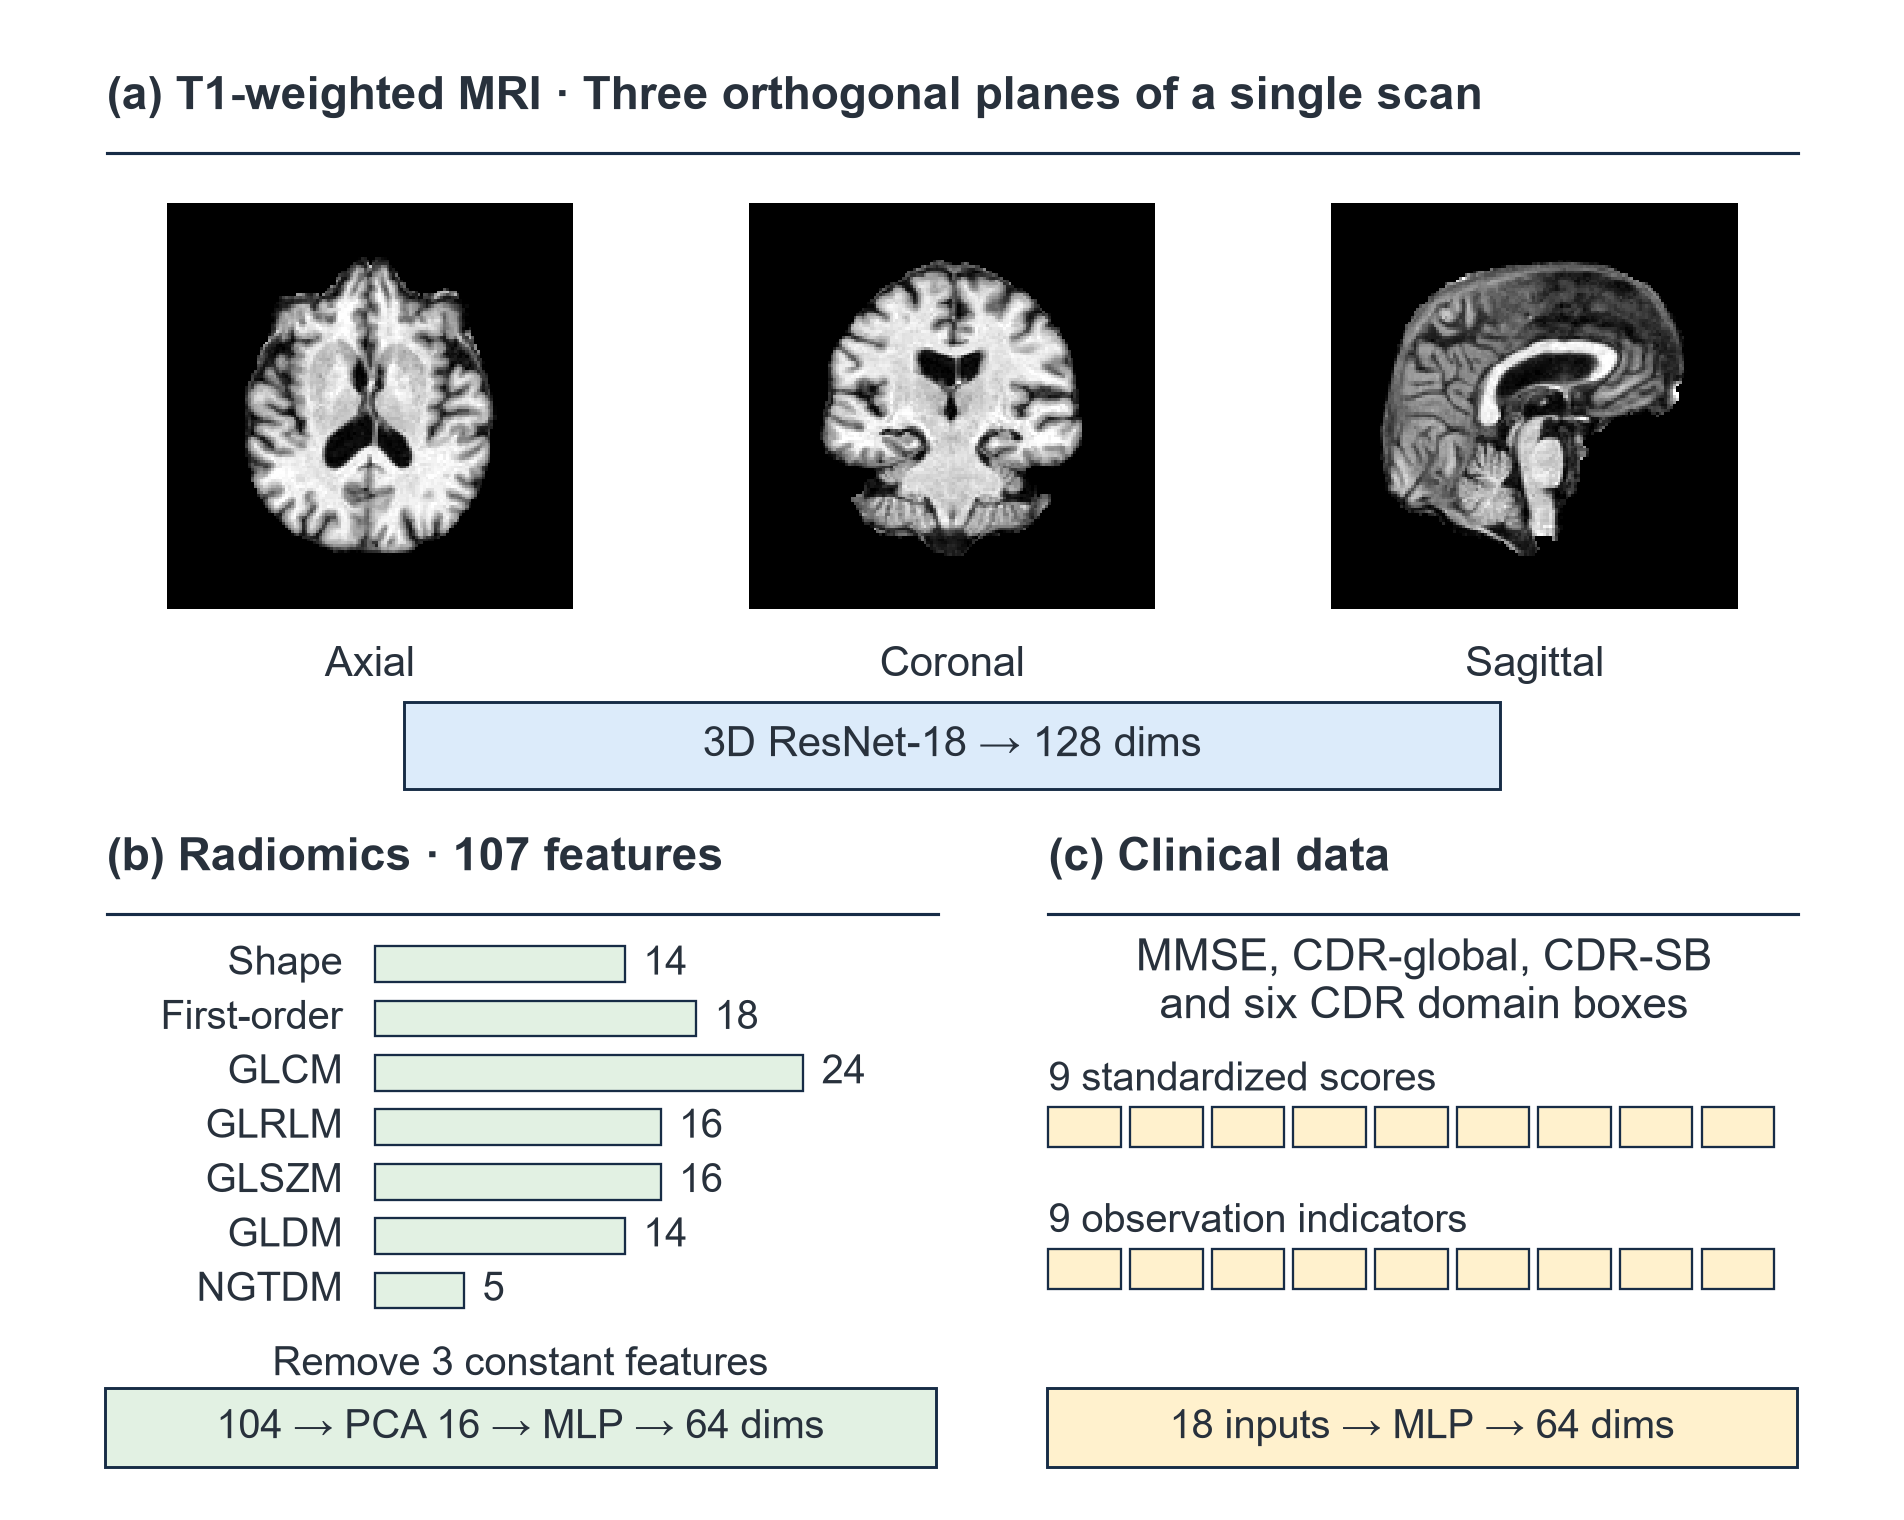 (a) T1-weighted MRI · Three orthogonal planes of a single scan
Axial
Coronal
Sagittal
3D ResNet-18 → 128 dims
(b) Radiomics · 107 features
Shape 14
First-order 18
GLCM 24
GLRLM 16
GLSZM 16
GLDM 14
NGTDM 5
Remove 3 constant features
104 → PCA 16 → MLP → 64 dims
(c) Clinical data
MMSE, CDR-global, CDR-SB
and six CDR domain boxes
9 standardized scores
9 observation indicators
18 inputs → MLP → 64 dims